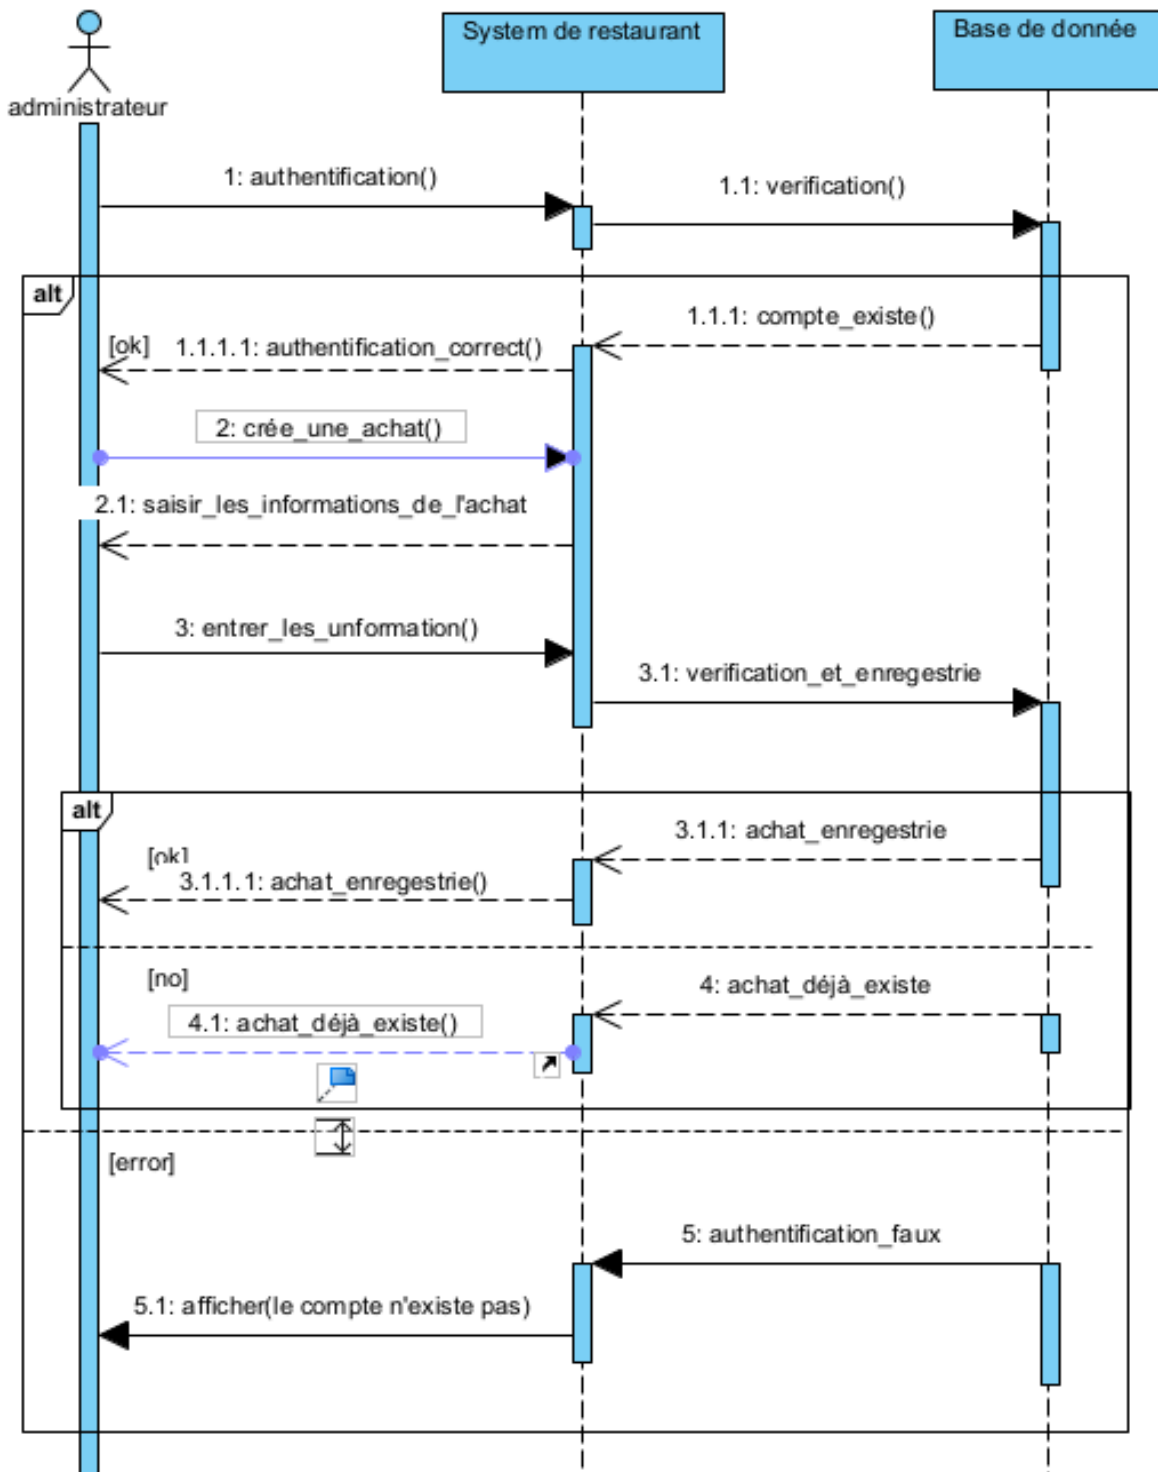 System de restaurant
Base de donnée
administrateur
1: authentification()
1.1: verification()
alt
1.1.1: compte_existe()
[ok]
1.1.1.1: authentification_correct()
2: crée_une_achat()
2.1: saisir_les_informations_de_l'achat
3: entrer_les_unformation()
3.1: verification_et_enregestrie
alt
3.1.1: achat_enregestrie
[ok]
3.1.1.1: achat_enregestrie()
[no]
4: achat_déjà_existe
4.1: achat_déjà_existe()
[error]
5: authentification_faux
5.1: afficher(le compte n'existe pas)